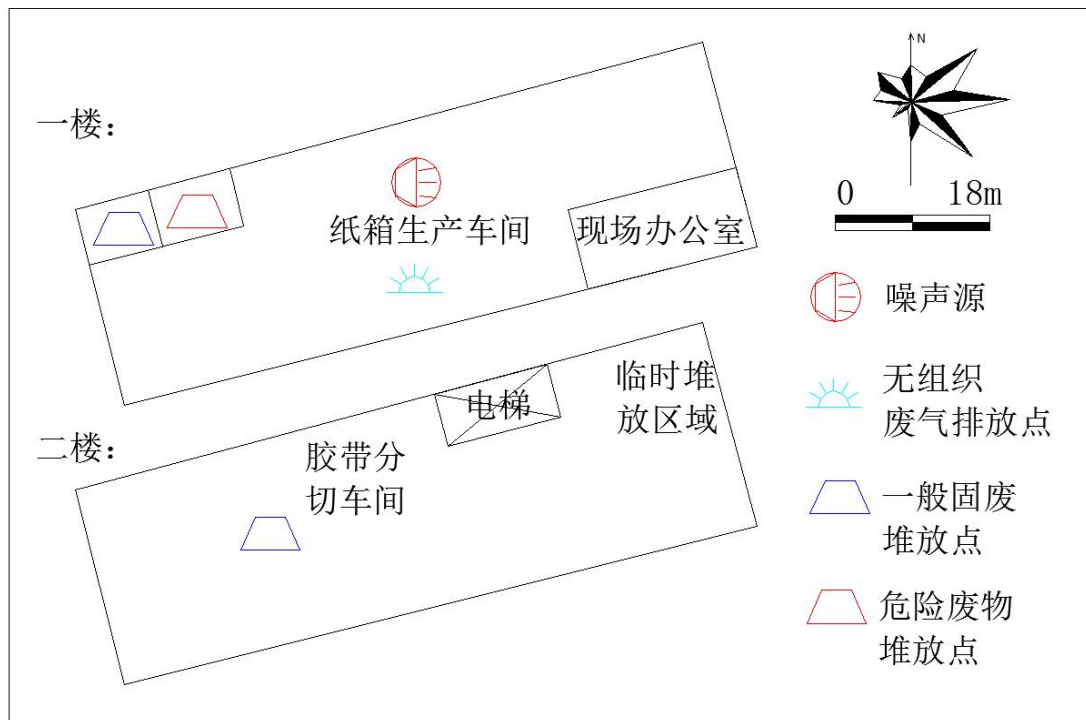 一楼：
纸箱生产车间
现场办公室
二楼：
电梯
临时堆
放区域
胶带分
切车间
N
0 18m
噪声源
无组织
废气排放点
一般固废
堆放点
危险废物
堆放点